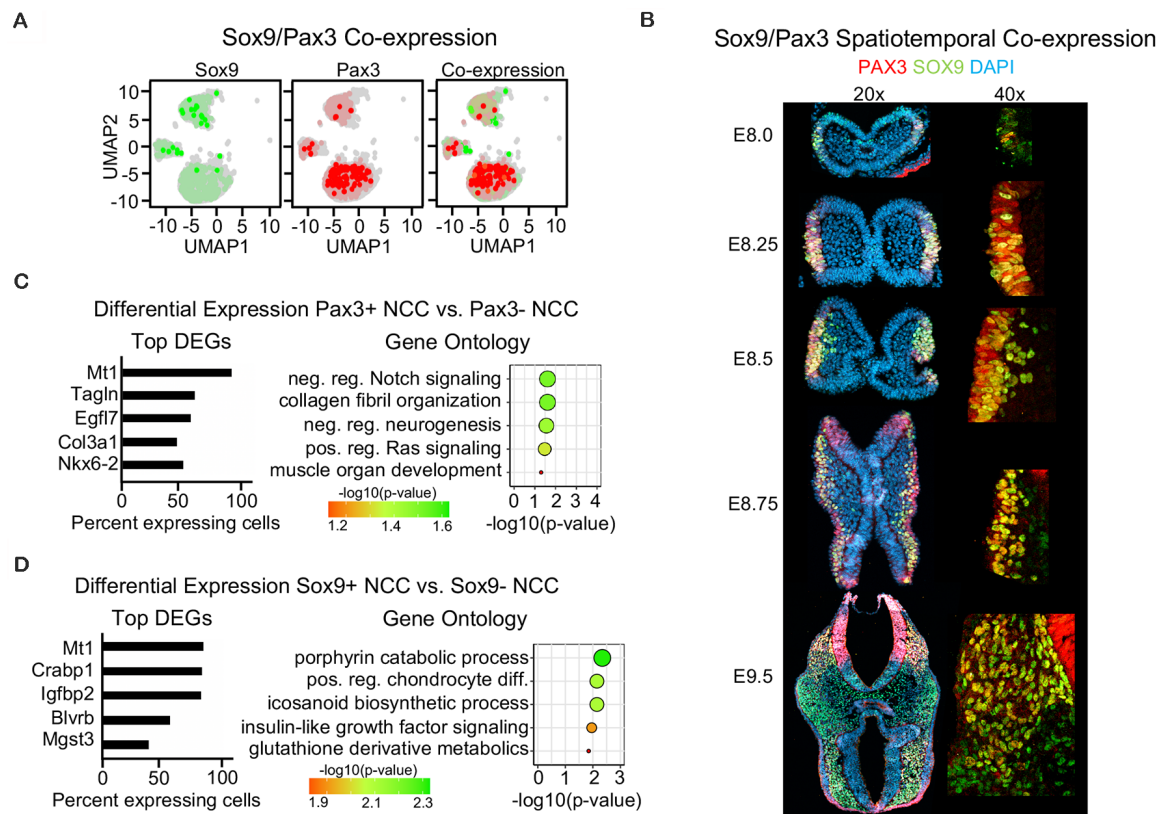 A
Sox9/Pax3 Co-expression
Sox9 Pax3 Co-expression
10
5
0
-5
-10
UMAP2
-10 -5 0 5 10 -10 -5 0 5 10 -10 -5 0 5 10
UMAP1 UMAP1 UMAP1
B
Sox9/Pax3 Spatiotemporal Co-expression
PAX3 SOX9 DAPI
20x 40x
E8.0
E8.25
E8.5
E8.75
E9.5
C
Differential Expression Pax3+ NCC vs. Pax3- NCC
Top DEGs
Mt1
Tagln
Egfl7
Col3a1
Nkx6-2
0 50 100
Percent expressing cells
Gene Ontology
neg. reg. Notch signaling
collagen fibril organization
neg. reg. neurogenesis
pos. reg. Ras signaling
muscle organ development
-log10(p-value)
1.2 1.4 1.6
0 1 2 3 4
-log10(p-value)
D
Differential Expression Sox9+ NCC vs. Sox9- NCC
Top DEGs
Mt1
Crabp1
Igfbp2
Blvrb
Mgst3
0 50 100
Percent expressing cells
Gene Ontology
porphyrin catabolic process
pos. reg. chondrocyte diff.
icosanoid biosynthetic process
insulin-like growth factor signaling
glutathione derivative metabolics
-log10(p-value)
1.9 2.1 2.3
0 1 2 3
-log10(p-value)